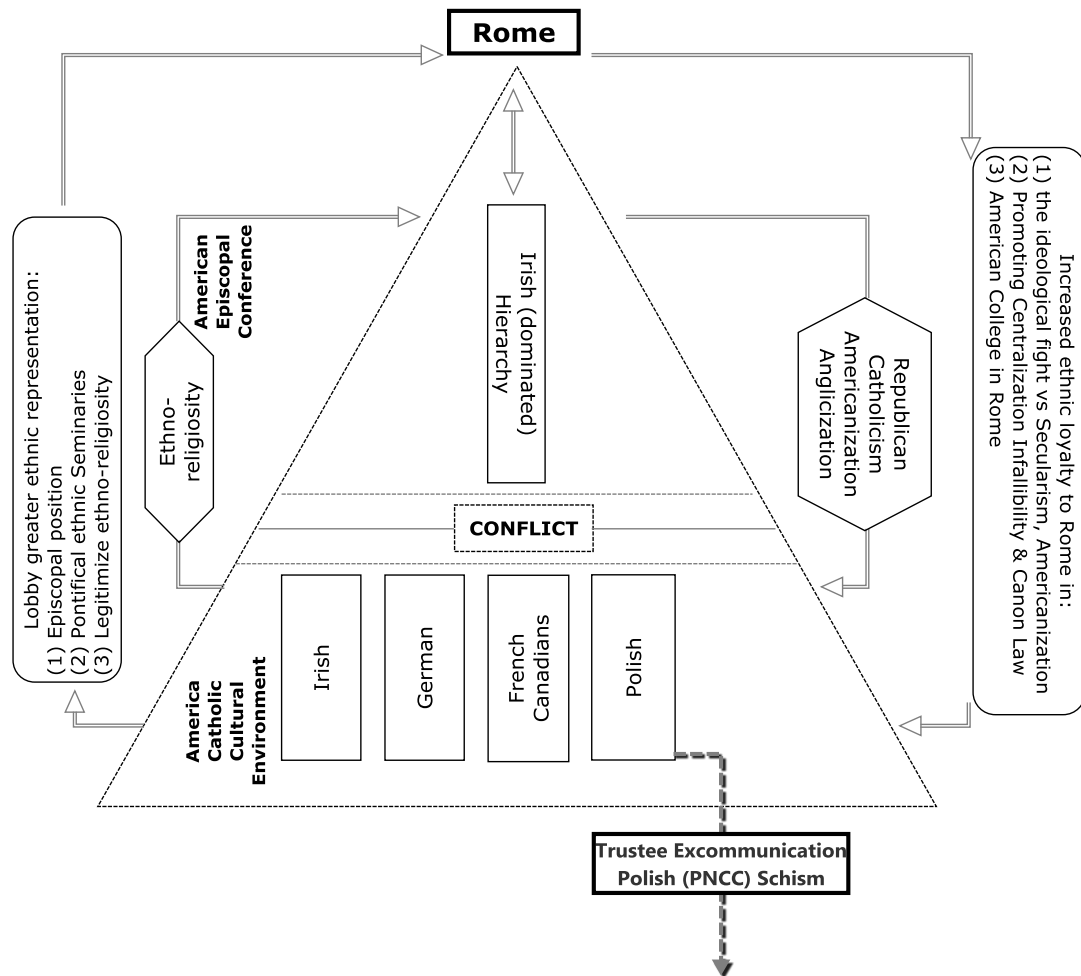 Rome
Increased ethnic loyalty to Rome in:
(1) the ideological fight vs Secularism, Americanization
(2) Promoting Centralization Infallibility & Canon Law
(3) American College in Rome
Lobby greater ethnic representation:
(1) Episcopal position
(2) Pontifical ethnic Seminaries
(3) Legitimize ethno-religiosity
American
Episcopal
Conference
Ethno-
religiosity
Irish (dominated)
Hierarchy
Republican
Catholicism
Americanization
Anglicization
CONFLICT
America
Catholic
Cultural
Environment
Irish
German
French
Canadians
Polish
Trustee Excommunication
Polish (PNCC) Schism